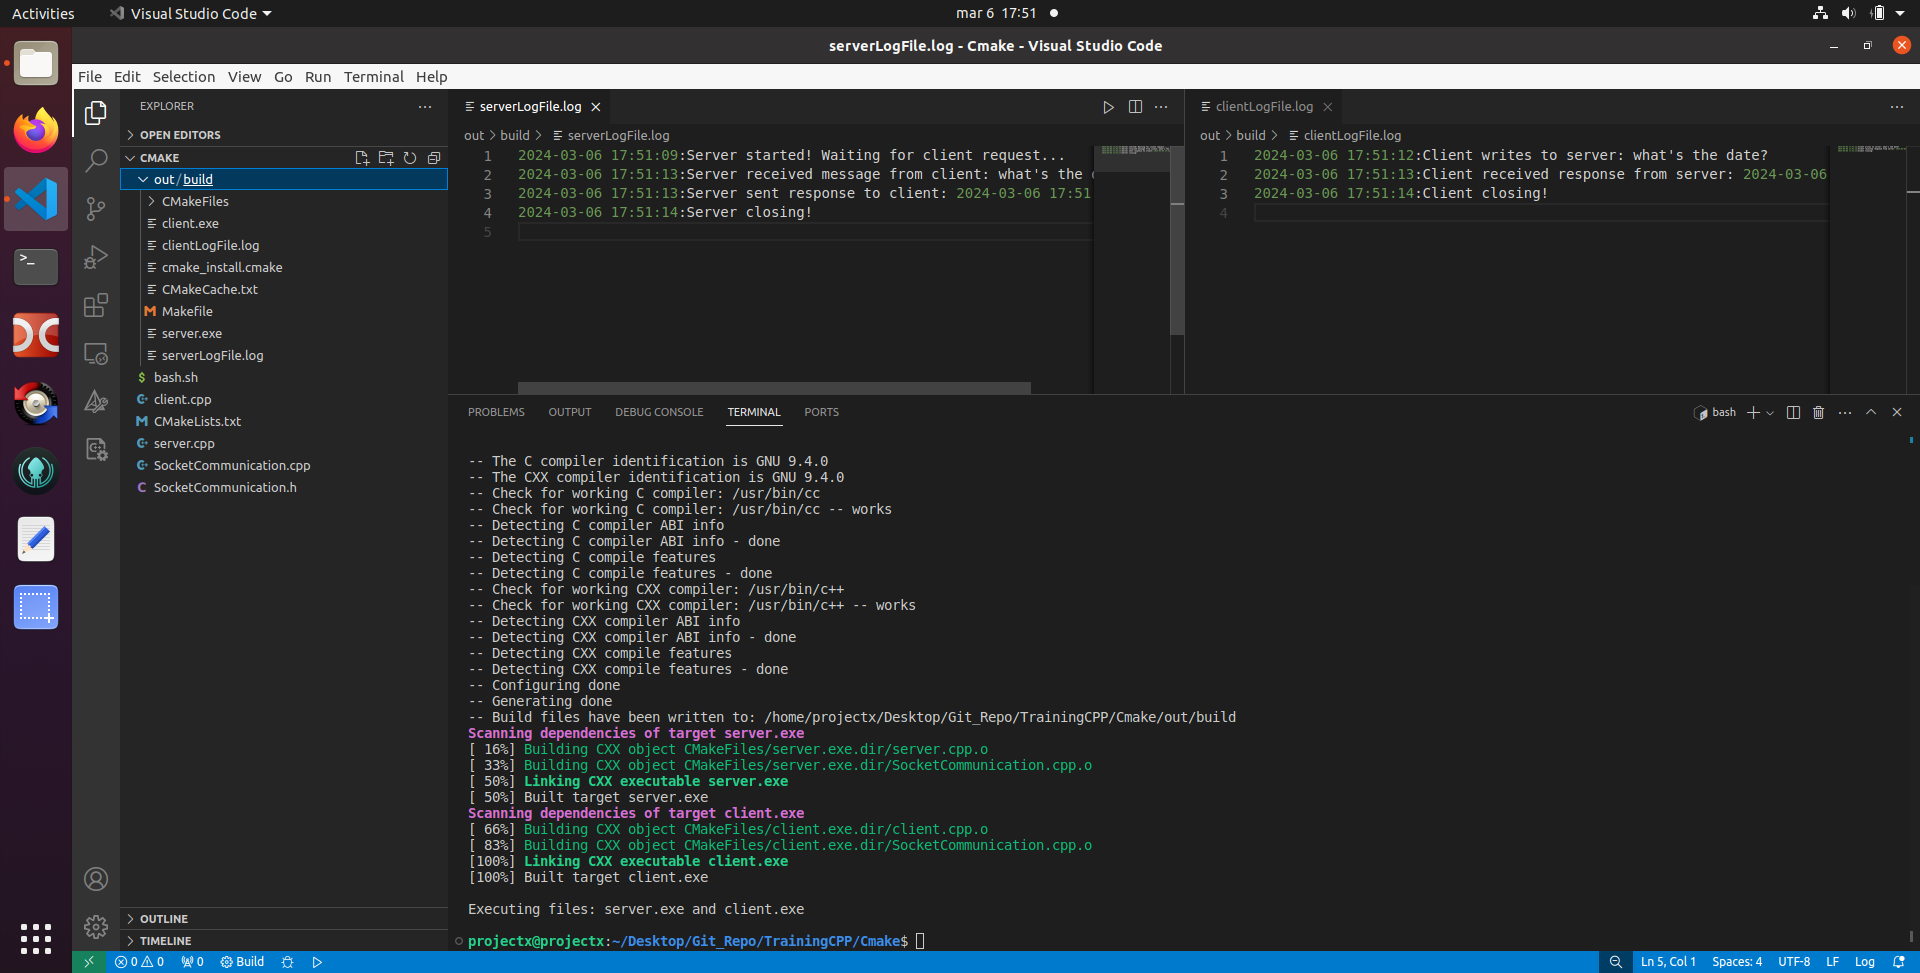 Activities
Visual Studio Code
mar 6 17:51
serverLogFile.log - Cmake - Visual Studio Code
File Edit Selection View Go Run Terminal Help
EXPLORER
OPEN EDITORS
CMAKE
out/build
CMakeFiles
client.exe
clientLogFile.log
cmake_install.cmake
CMakeCache.txt
Makefile
server.exe
serverLogFile.log
bash.sh
client.cpp
CMakeLists.txt
server.cpp
SocketCommunication.cpp
SocketCommunication.h
OUTLINE
TIMELINE
serverLogFile.log
out > build > serverLogFile.log
1 2024-03-06 17:51:09:Server started! Waiting for client request...
2 2024-03-06 17:51:13:Server received message from client: what's the
3 2024-03-06 17:51:13:Server sent response to client: 2024-03-06 17:51
4 2024-03-06 17:51:14:Server closing!
5
clientLogFile.log
out > build > clientLogFile.log
1 2024-03-06 17:51:12:Client writes to server: what's the date?
2 2024-03-06 17:51:13:Client received response from server: 2024-03-06
3 2024-03-06 17:51:14:Client closing!
4
PROBLEMS OUTPUT DEBUG CONSOLE TERMINAL PORTS
bash
-- The C compiler identification is GNU 9.4.0
-- The CXX compiler identification is GNU 9.4.0
-- Check for working C compiler: /usr/bin/cc
-- Check for working C compiler: /usr/bin/cc -- works
-- Detecting C compiler ABI info
-- Detecting C compiler ABI info - done
-- Detecting C compile features
-- Detecting C compile features - done
-- Check for working CXX compiler: /usr/bin/c++
-- Check for working CXX compiler: /usr/bin/c++ -- works
-- Detecting CXX compiler ABI info
-- Detecting CXX compiler ABI info - done
-- Detecting CXX compile features
-- Detecting CXX compile features - done
-- Configuring done
-- Generating done
-- Build files have been written to: /home/projectx/Desktop/Git_Repo/TrainingCPP/Cmake/out/build
Scanning dependencies of target server.exe
[ 16%] Building CXX object CMakeFiles/server.exe.dir/server.cpp.o
[ 33%] Building CXX object CMakeFiles/server.exe.dir/SocketCommunication.cpp.o
[ 50%] Linking CXX executable server.exe
[ 50%] Built target server.exe
Scanning dependencies of target client.exe
[ 66%] Building CXX object CMakeFiles/client.exe.dir/client.cpp.o
[ 83%] Building CXX object CMakeFiles/client.exe.dir/SocketCommunication.cpp.o
[100%] Linking CXX executable client.exe
[100%] Built target client.exe
Executing files: server.exe and client.exe
projectx@projectx:~/Desktop/Git_Repo/TrainingCPP/Cmake$
0 0 0 Build
Ln 5, Col 1 Spaces: 4 UTF-8 LF Log